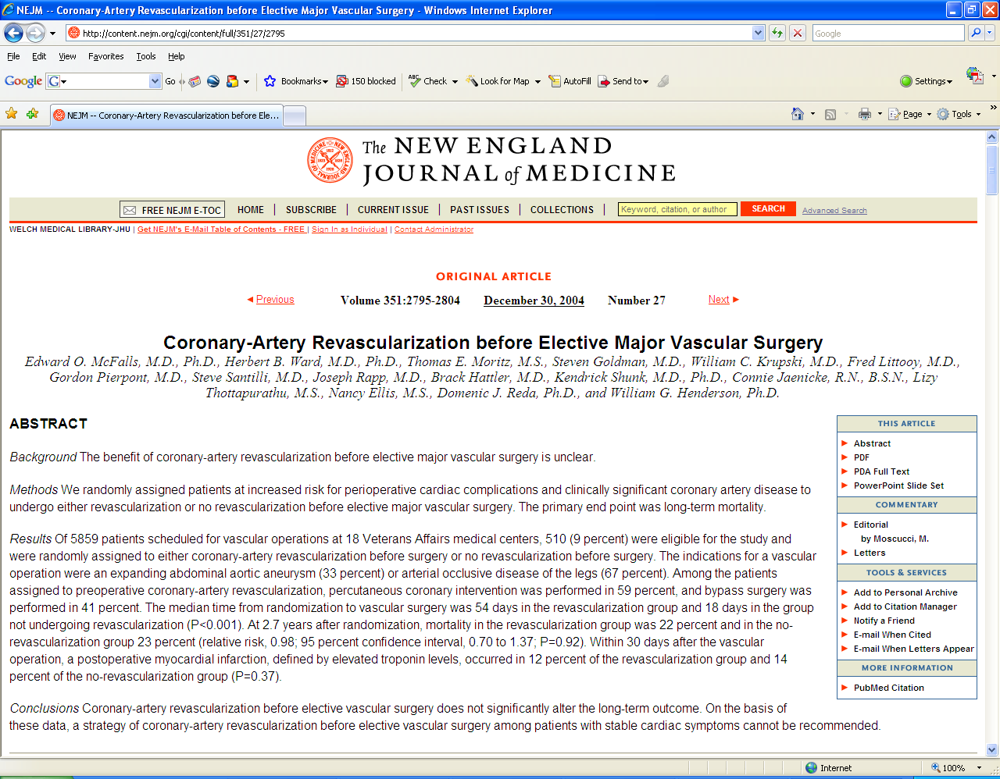 NEJM -- Coronary-Artery Revascularization before Elective Major Vascular Surgery - Windows Internet Explorer
http://content.nejm.org/cgi/content/full/351/27/2795
Google
File Edit View Favorites Tools Help
Google G Go Bookmarks 150 blocked ABC Check Look for Map AutoFill Send to Settings
NEJM -- Coronary-Artery Revascularization before Ele... Page Tools
The NEW ENGLAND
JOURNAL of MEDICINE
FREE NEJM E-TOC HOME | SUBSCRIBE | CURRENT ISSUE | PAST ISSUES | COLLECTIONS | Keyword, citation, or author SEARCH Advanced Search
WELCH MEDICAL LIBRARY-JHU | Get NEJM's E-Mail Table of Contents - FREE | Sign In as Individual | Contact Administrator
ORIGINAL ARTICLE
Previous Volume 351:2795-2804 December 30, 2004 Number 27 Next
Coronary-Artery Revascularization before Elective Major Vascular Surgery
Edward O. McFalls, M.D., Ph.D., Herbert B. Ward, M.D., Ph.D., Thomas E. Moritz, M.S., Steven Goldman, M.D., William C. Krupski, M.D., Fred Littooy, M.D.,
Gordon Pierpont, M.D., Steve Santilli, M.D., Joseph Rapp, M.D., Brack Hattler, M.D., Kendrick Shunk, M.D., Ph.D., Connie Jaenicke, R.N., B.S.N., Lizy
Thottapurathu, M.S., Nancy Ellis, M.S., Domenic J. Reda, Ph.D., and William G. Henderson, Ph.D.
ABSTRACT
Background The benefit of coronary-artery revascularization before elective major vascular surgery is unclear.
Methods We randomly assigned patients at increased risk for perioperative cardiac complications and clinically significant coronary artery disease to
undergo either revascularization or no revascularization before elective major vascular surgery. The primary end point was long-term mortality.
Results Of 5859 patients scheduled for vascular operations at 18 Veterans Affairs medical centers, 510 (9 percent) were eligible for the study and
were randomly assigned to either coronary-artery revascularization before surgery or no revascularization before surgery. The indications for a vascular
operation were an expanding abdominal aortic aneurysm (33 percent) or arterial occlusive disease of the legs (67 percent). Among the patients
assigned to preoperative coronary-artery revascularization, percutaneous coronary intervention was performed in 59 percent, and bypass surgery was
performed in 41 percent. The median time from randomization to vascular surgery was 54 days in the revascularization group and 18 days in the group
not undergoing revascularization (P<0.001). At 2.7 years after randomization, mortality in the revascularization group was 22 percent and in the no-
revascularization group 23 percent (relative risk, 0.98; 95 percent confidence interval, 0.70 to 1.37; P=0.92). Within 30 days after the vascular
operation, a postoperative myocardial infarction, defined by elevated troponin levels, occurred in 12 percent of the revascularization group and 14
percent of the no-revascularization group (P=0.37).
Conclusions Coronary-artery revascularization before elective vascular surgery does not significantly alter the long-term outcome. On the basis of
these data, a strategy of coronary-artery revascularization before elective vascular surgery among patients with stable cardiac symptoms cannot be recommended.
THIS ARTICLE
Abstract
PDF
PDA Full Text
PowerPoint Slide Set
COMMENTARY
Editorial
by Moscucci, M.
Letters
TOOLS & SERVICES
Add to Personal Archive
Add to Citation Manager
Notify a Friend
E-mail When Cited
E-mail When Letters Appear
MORE INFORMATION
PubMed Citation
Internet 100%